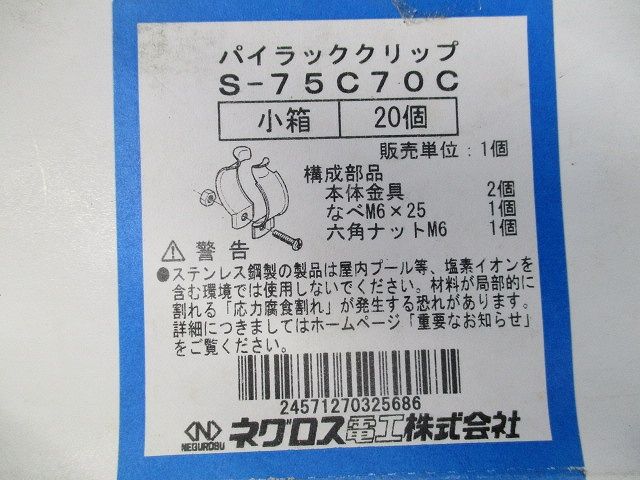 パイラッククリップ
S-75C70C
小箱 20個
販売単位:1個
構成部品
本体金具 2個
なべM6×25 1個
六角ナットM6 1個
⚠ 警告
●ステンレス鋼製の製品は屋内プール等、塩素イオンを
含む環境では使用しないでください。材料が局部的に
割れる「応力腐食割れ」が発生する恐れがあります。
詳細につきましてはホームページ「重要なお知らせ」
をご覧ください。
24571270325686
NEGUROSU ネグロス電工株式会社